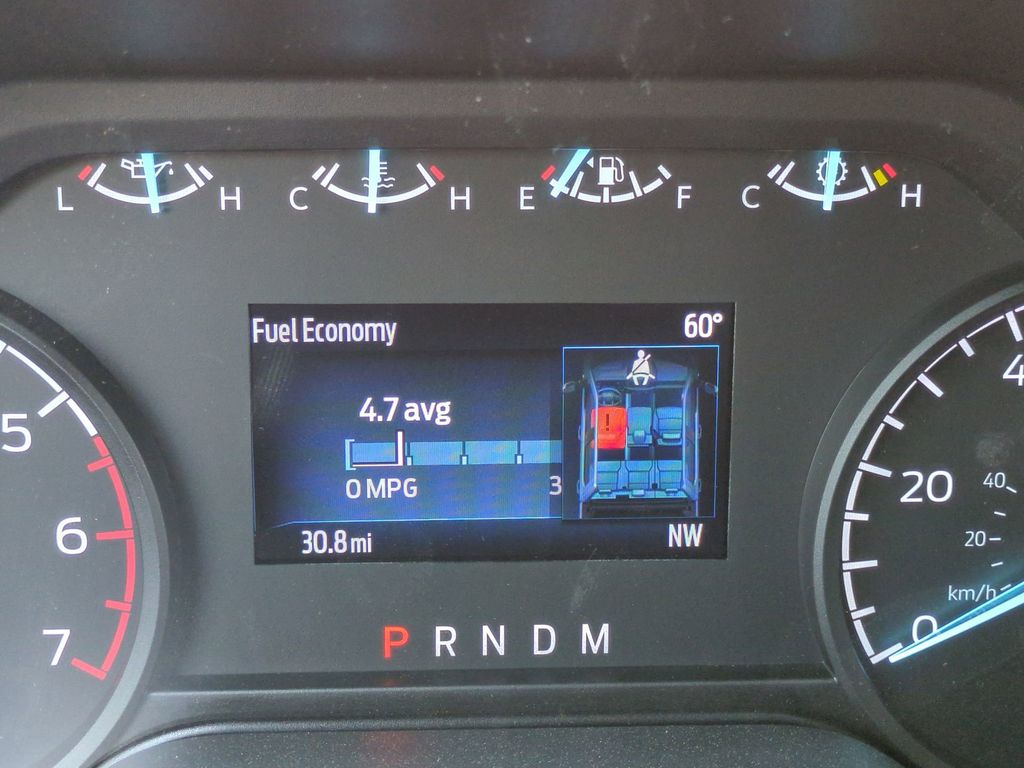 L H C H E F C H
Fuel Economy 60°
4.7 avg
0 MPG 3
30.8 mi NW
P R N D M
5
6
7
4
20
0
40
20
km/h